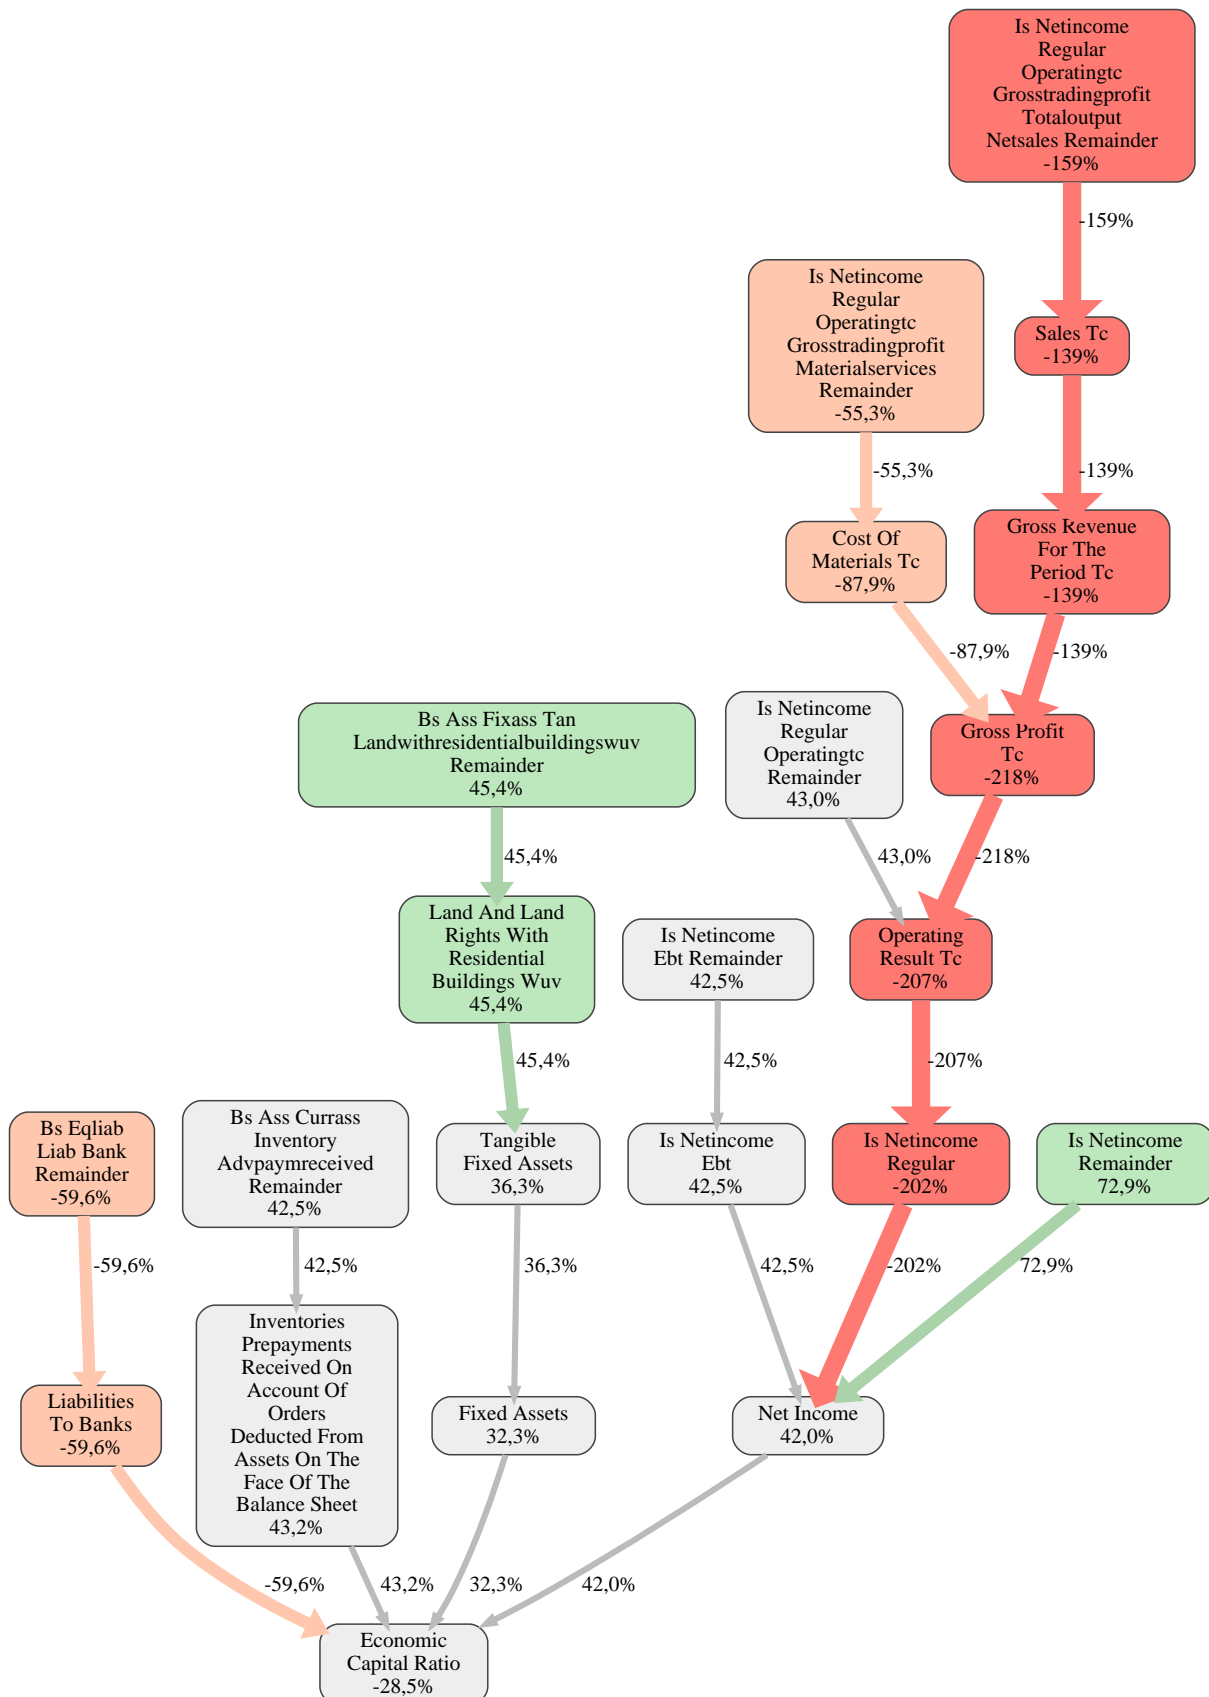 Is Netincome
Regular
Operatingtc
Grosstradingprofit
Totaloutput
Netsales Remainder
-159%
-159%
Is Netincome
Regular
Operatingtc
Grosstradingprofit
Materialservices
Remainder
-55,3%
Sales Tc
-139%
-55,3%
-139%
Cost Of
Materials Tc
-87,9%
Gross Revenue
For The
Period Tc
-139%
-87,9%
-139%
Bs Ass Fixass Tan
Landwithresidentialbuildingswuv
Remainder
45,4%
Is Netincome
Regular
Operatingtc
Remainder
43,0%
Gross Profit
Tc
-218%
45,4%
43,0%
-218%
Land And Land
Rights With
Residential
Buildings Wuv
45,4%
Is Netincome
Ebt Remainder
42,5%
Operating
Result Tc
-207%
45,4%
42,5%
-207%
Bs Eqliab
Liab Bank
Remainder
-59,6%
Bs Ass Currass
Inventory
Advpaymreceived
Remainder
42,5%
Tangible
Fixed Assets
36,3%
Is Netincome
Ebt
42,5%
Is Netincome
Regular
-202%
Is Netincome
Remainder
72,9%
-59,6%
42,5%
36,3%
42,5%
-202%
72,9%
Liabilities
To Banks
-59,6%
Inventories
Prepayments
Received On
Account Of
Orders
Deducted From
Assets On The
Face Of The
Balance Sheet
43,2%
Fixed Assets
32,3%
Net Income
42,0%
-59,6%
43,2%
32,3%
42,0%
Economic
Capital Ratio
-28,5%